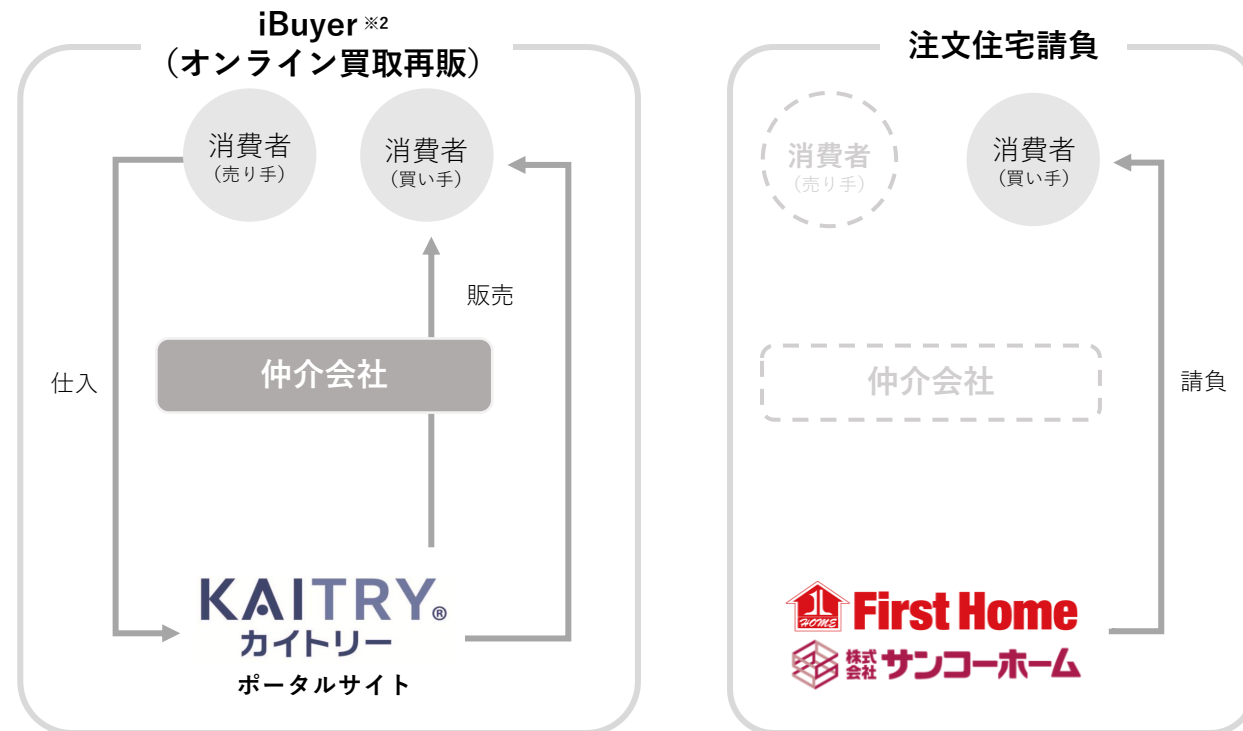 iBuyer ※2
（オンライン買取再販）
消費者
（売り手）
消費者
（買い手）
販売
仲介会社
仕入
KAITRY®
カイトリー
ポータルサイト
注文住宅請負
消費者
（売り手）
消費者
（買い手）
仲介会社
請負
1
HOME
First Home
株式
会社
サンコーホーム